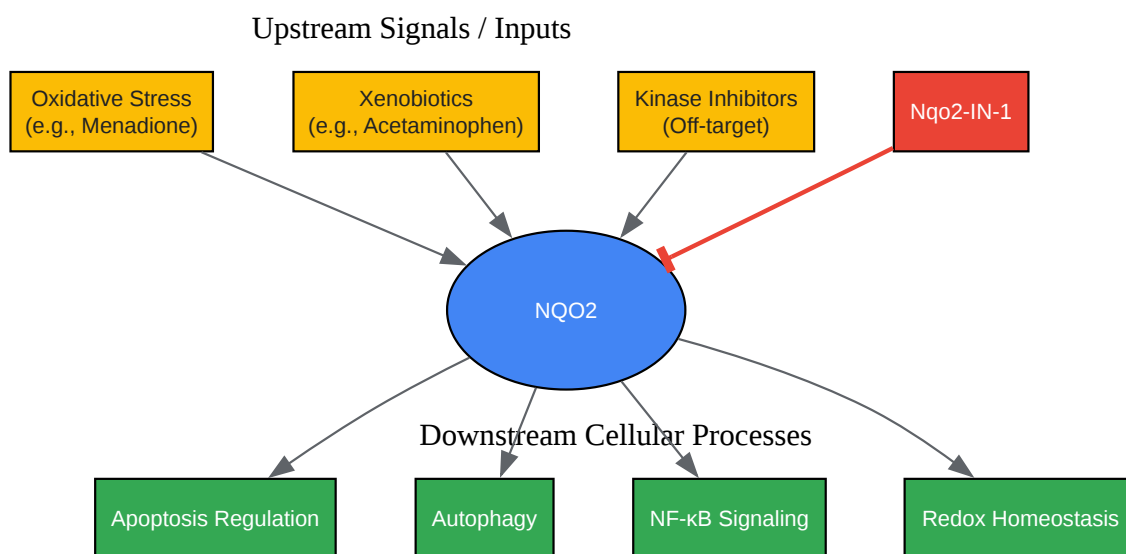 Upstream Signals / Inputs
Oxidative Stress
(e.g., Menadione)
Xenobiotics
(e.g., Acetaminophen)
Kinase Inhibitors
(Off-target)
Nqo2-IN-1
NQO2
Downstream Cellular Processes
Apoptosis Regulation
Autophagy
NF-κB Signaling
Redox Homeostasis